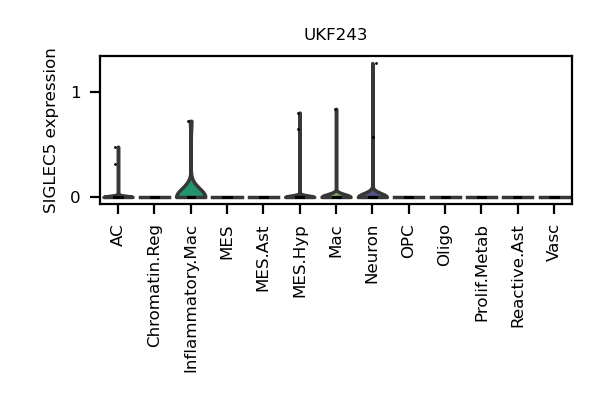 UKF243
SIGLEC5 expression
1
0
AC
Chromatin.Reg
Inflammatory.Mac
MES
MES.Ast
MES.Hyp
Mac
Neuron
OPC
Oligo
Prolif.Metab
Reactive.Ast
Vasc